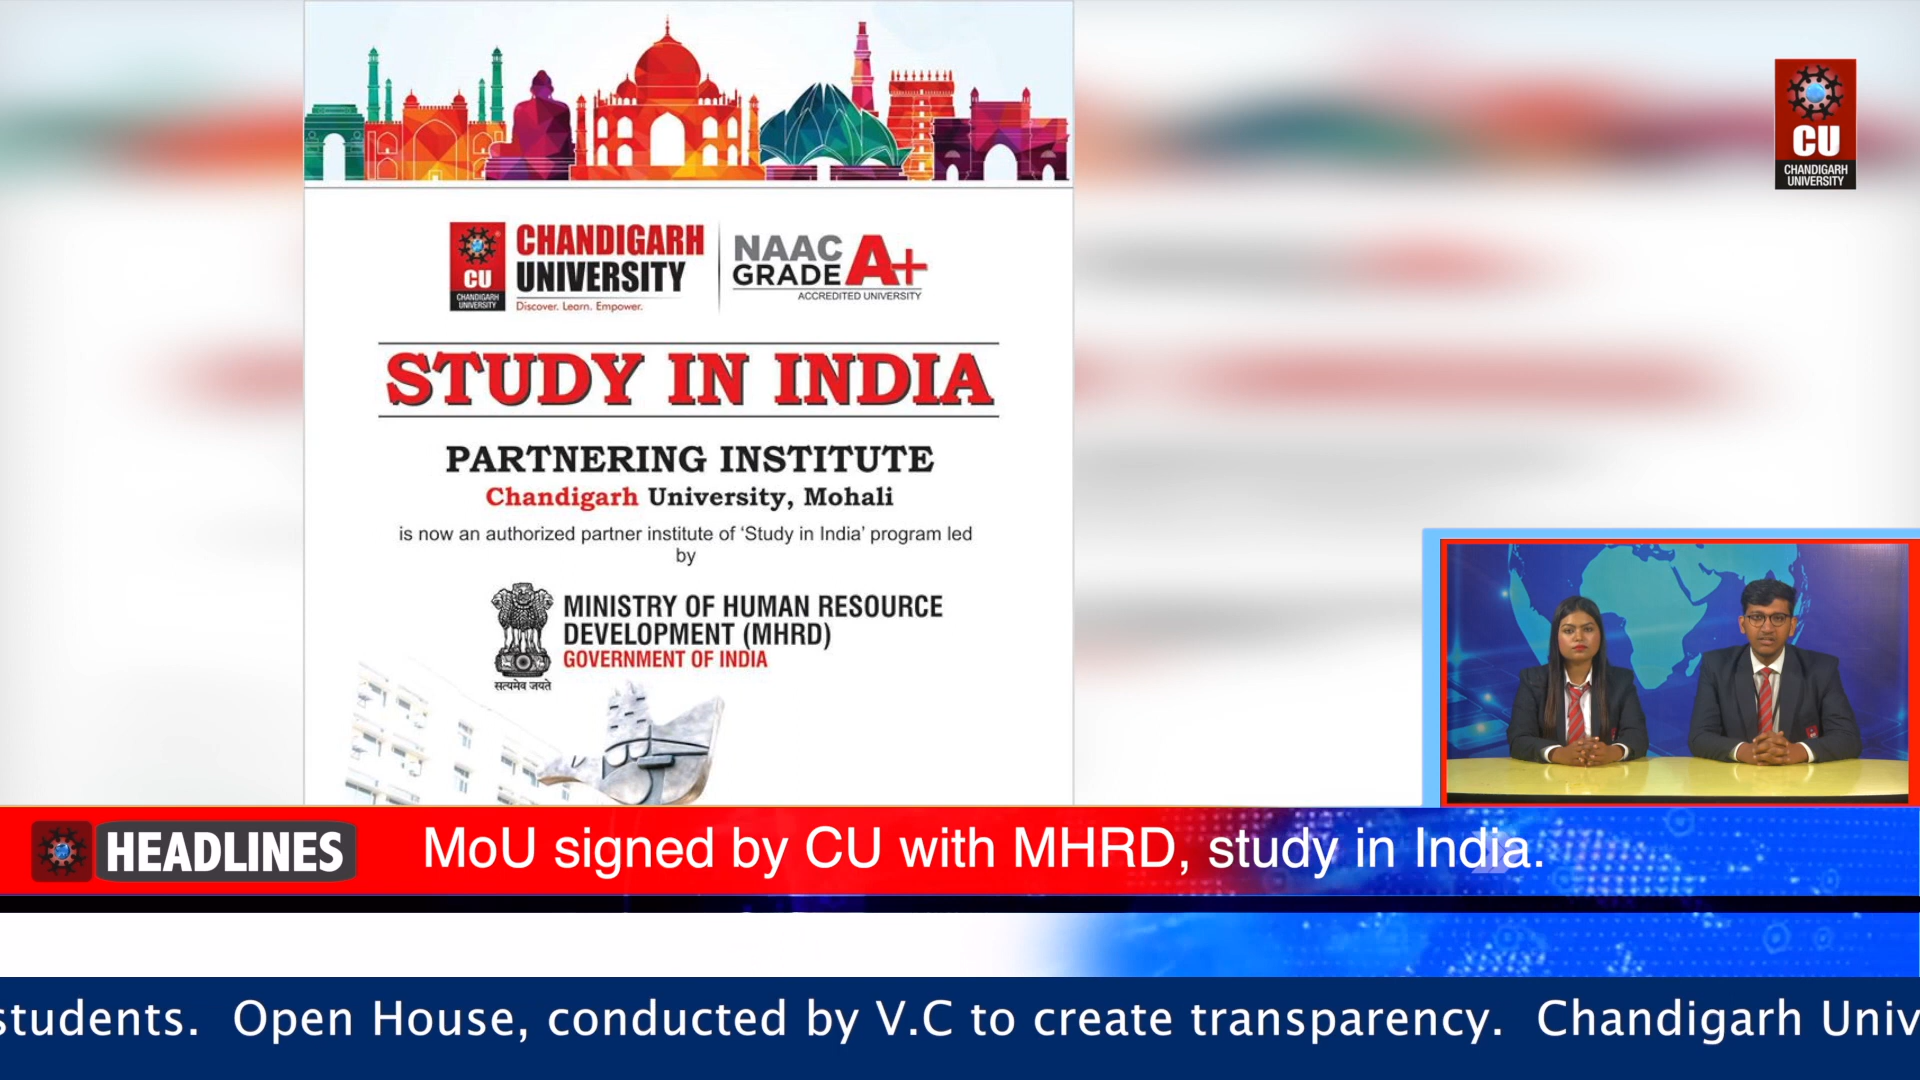 CU
CHANDIGARH
UNIVERSITY
CU
CHANDIGARH
UNIVERSITY
CHANDIGARH
UNIVERSITY
Discover. Learn. Empower.
NAAC
GRADE A+
ACCREDITED UNIVERSITY
STUDY IN INDIA
PARTNERING INSTITUTE
Chandigarh University, Mohali
is now an authorized partner institute of ‘Study in India’ program led
by
सत्यमेव जयते
MINISTRY OF HUMAN RESOURCE
DEVELOPMENT (MHRD)
GOVERNMENT OF INDIA
HEADLINES
MoU signed by CU with MHRD, study in India.
students. Open House, conducted by V.C to create transparency. Chandigarh Univ